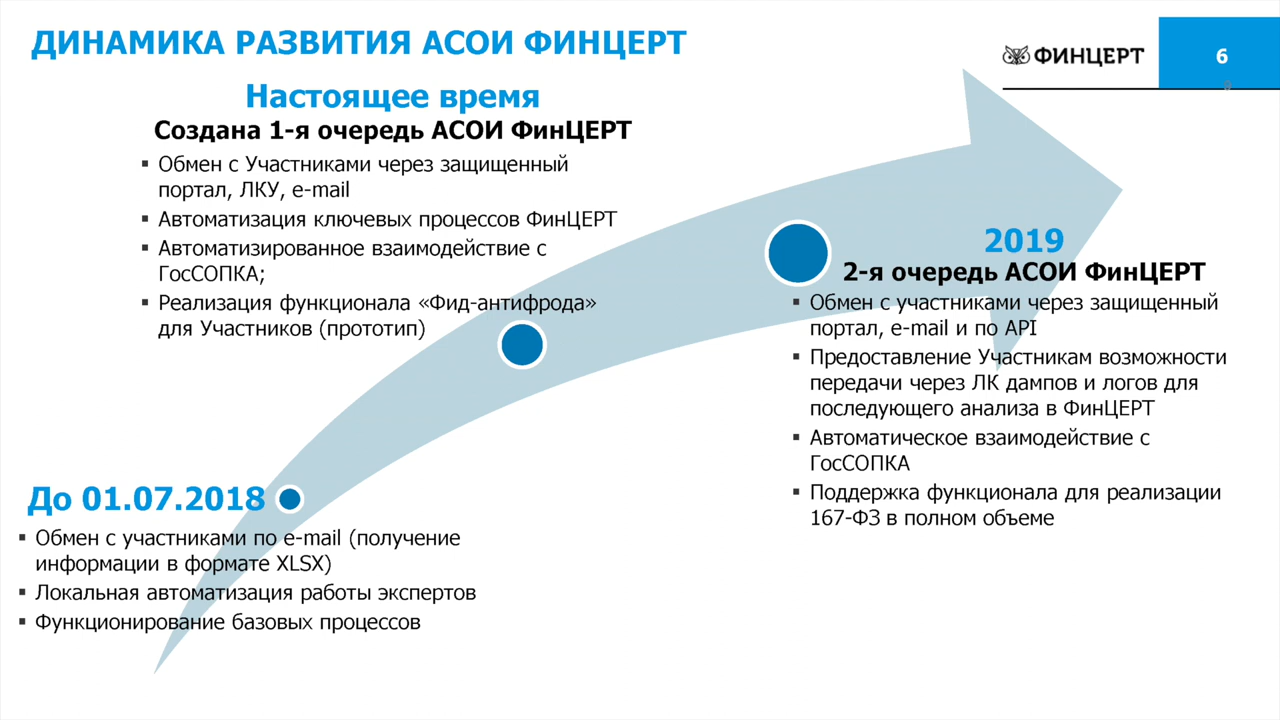 ДИНАМИКА РАЗВИТИЯ АСОИ ФИНЦЕРТ
ФИНЦЕРТ
6
Настоящее время
Создана 1-я очередь АСОИ ФинЦЕРТ
▪ Обмен с Участниками через защищенный
портал, ЛКУ, e-mail
▪ Автоматизация ключевых процессов ФинЦЕРТ
▪ Автоматизированное взаимодействие с
ГосСОПКА;
▪ Реализация функционала «Фид-антифрода»
для Участников (прототип)
2019
2-я очередь АСОИ ФинЦЕРТ
▪ Обмен с участниками через защищенный
портал, e-mail и по API
▪ Предоставление Участникам возможности
передачи через ЛК дампов и логов для
последующего анализа в ФинЦЕРТ
▪ Автоматическое взаимодействие с
ГосСОПКА
▪ Поддержка функционала для реализации
167-ФЗ в полном объеме
До 01.07.2018
▪ Обмен с участниками по e-mail (получение
информации в формате XLSX)
▪ Локальная автоматизация работы экспертов
▪ Функционирование базовых процессов